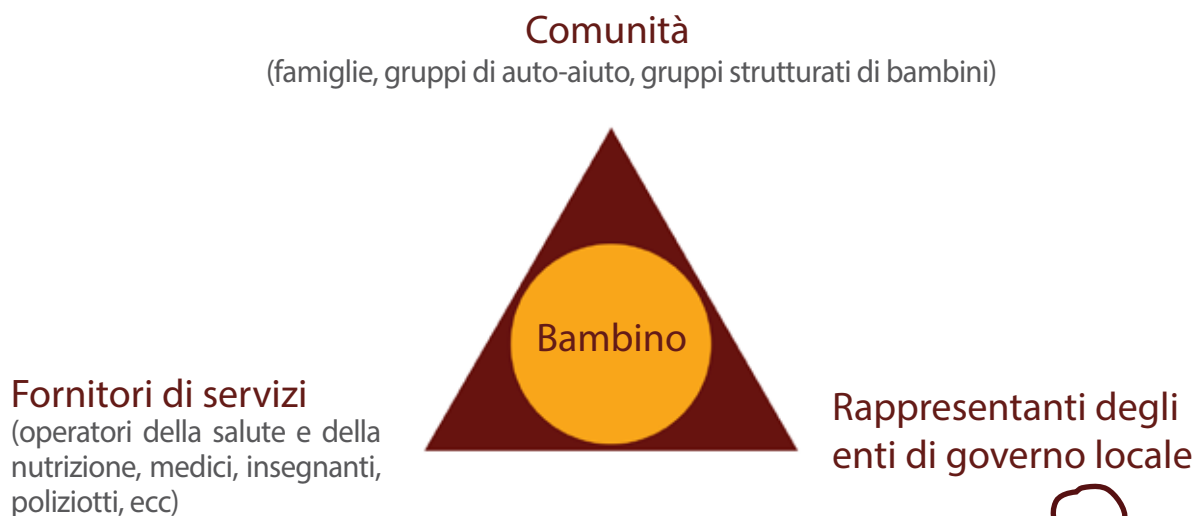 Comunità
(famiglie, gruppi di auto-aiuto, gruppi strutturati di bambini)
Bambino
Fornitori di servizi
(operatori della salute e della
nutrizione, medici, insegnanti,
poliziotti, ecc)
Rappresentanti degli
enti di governo locale